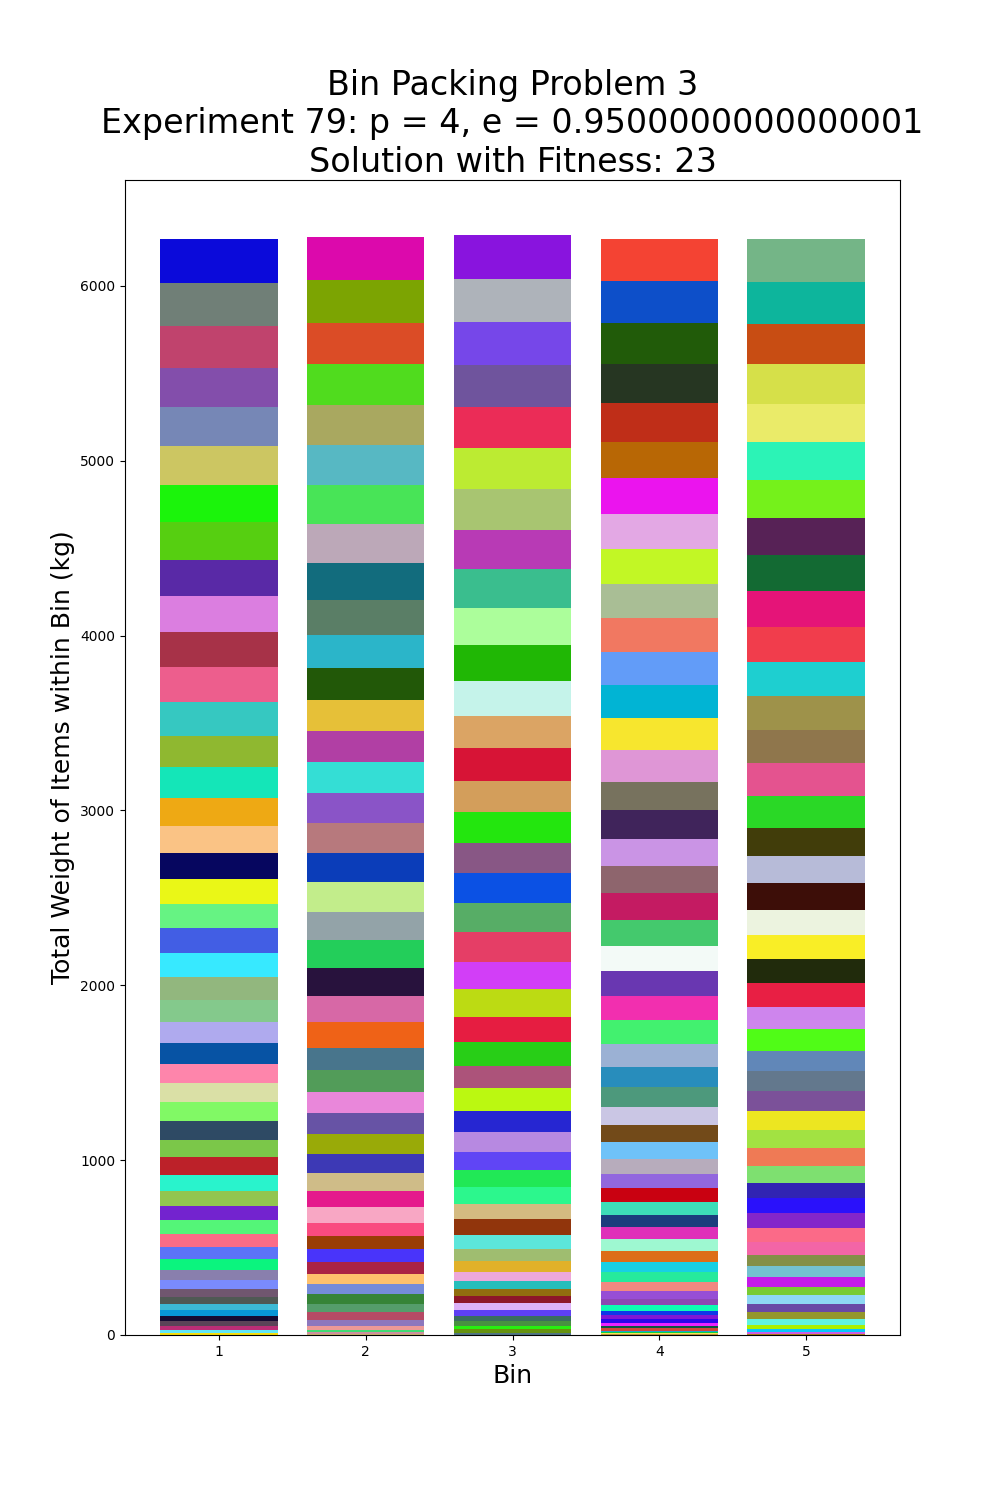 Bin Packing Problem 3
Experiment 79: p = 4, e = 0.9500000000000001
Solution with Fitness: 23
Total Weight of Items within Bin (kg)
6000
5000
4000
3000
2000
1000
0
1 2 3 4 5
Bin